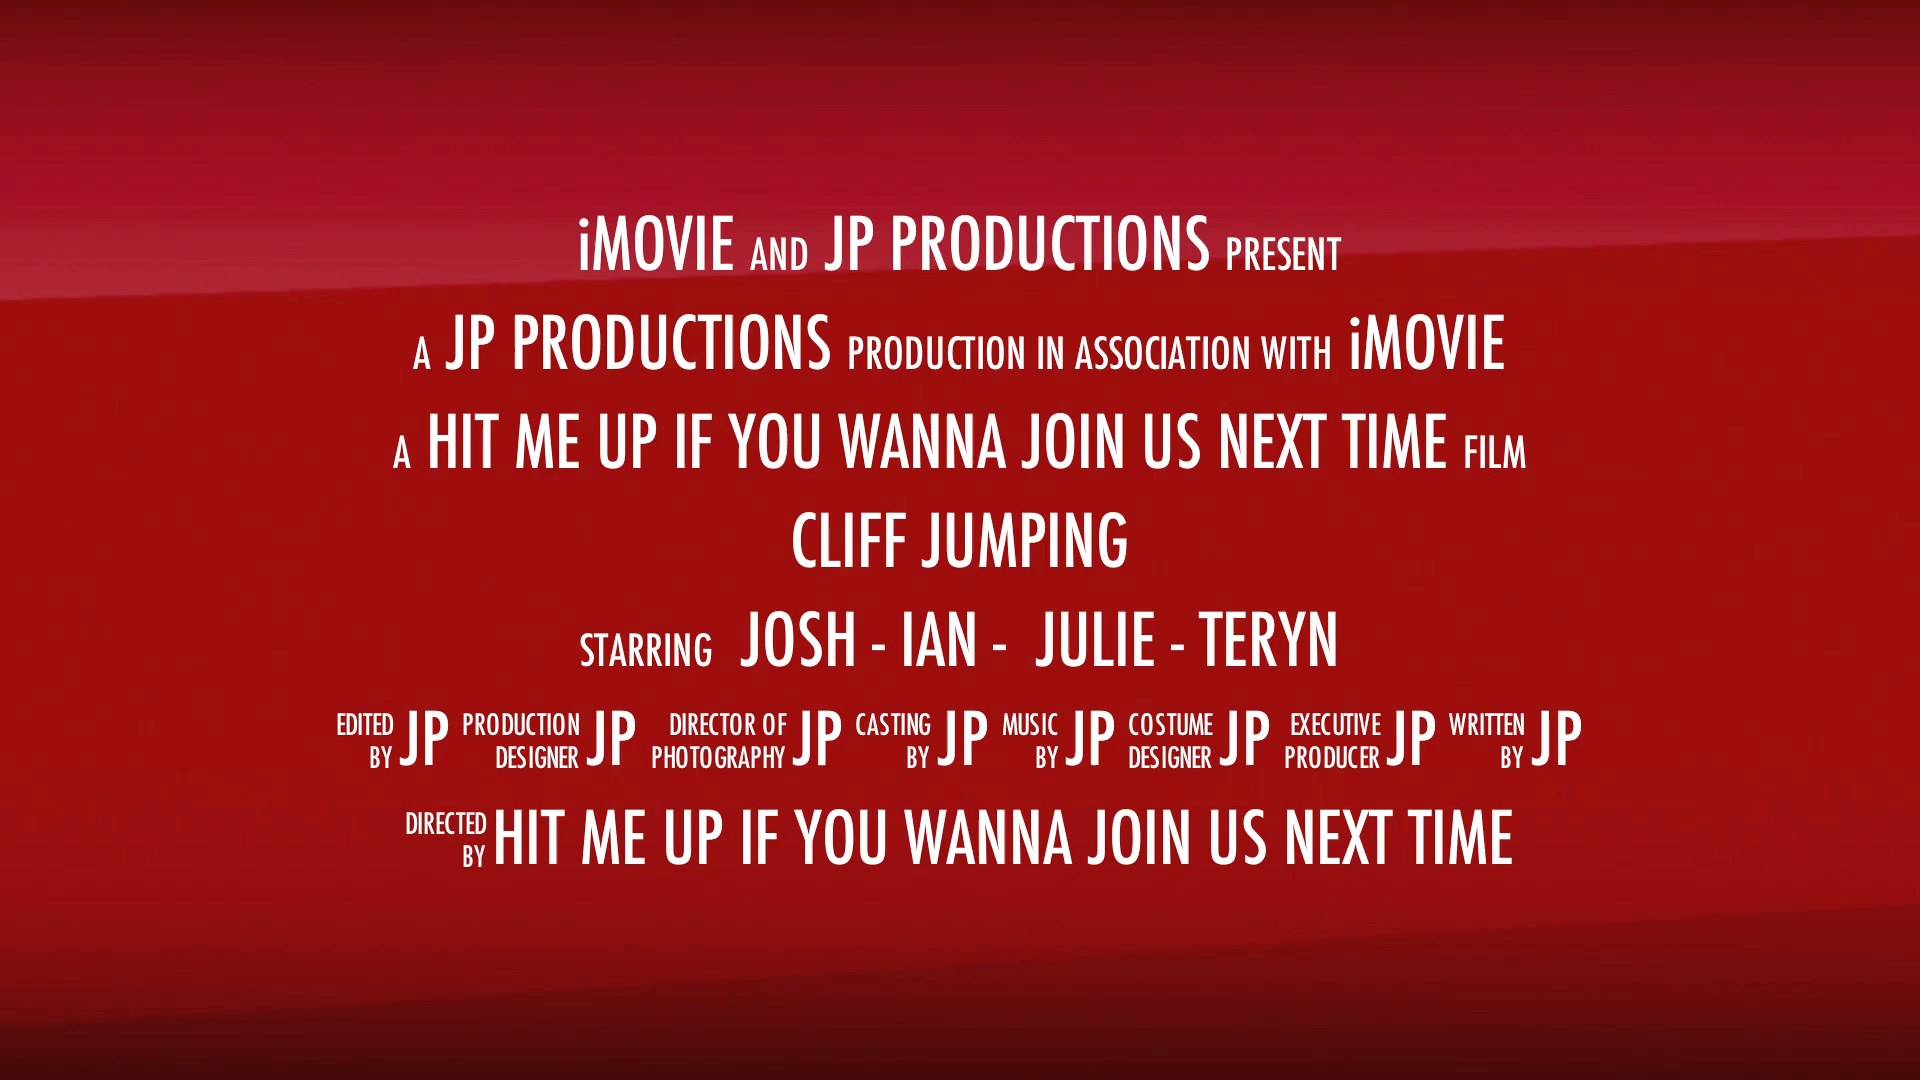 iMOVIE AND JP PRODUCTIONS PRESENT
A JP PRODUCTIONS PRODUCTION IN ASSOCIATION WITH iMOVIE
A HIT ME UP IF YOU WANNA JOIN US NEXT TIME FILM
CLIFF JUMPING
STARRING JOSH - IAN - JULIE - TERYN
EDITED BY JP PRODUCTION DESIGNER JP DIRECTOR OF PHOTOGRAPHY JP CASTING BY JP MUSIC BY JP COSTUME DESIGNER JP EXECUTIVE PRODUCER JP WRITTEN BY JP
DIRECTED BY HIT ME UP IF YOU WANNA JOIN US NEXT TIME